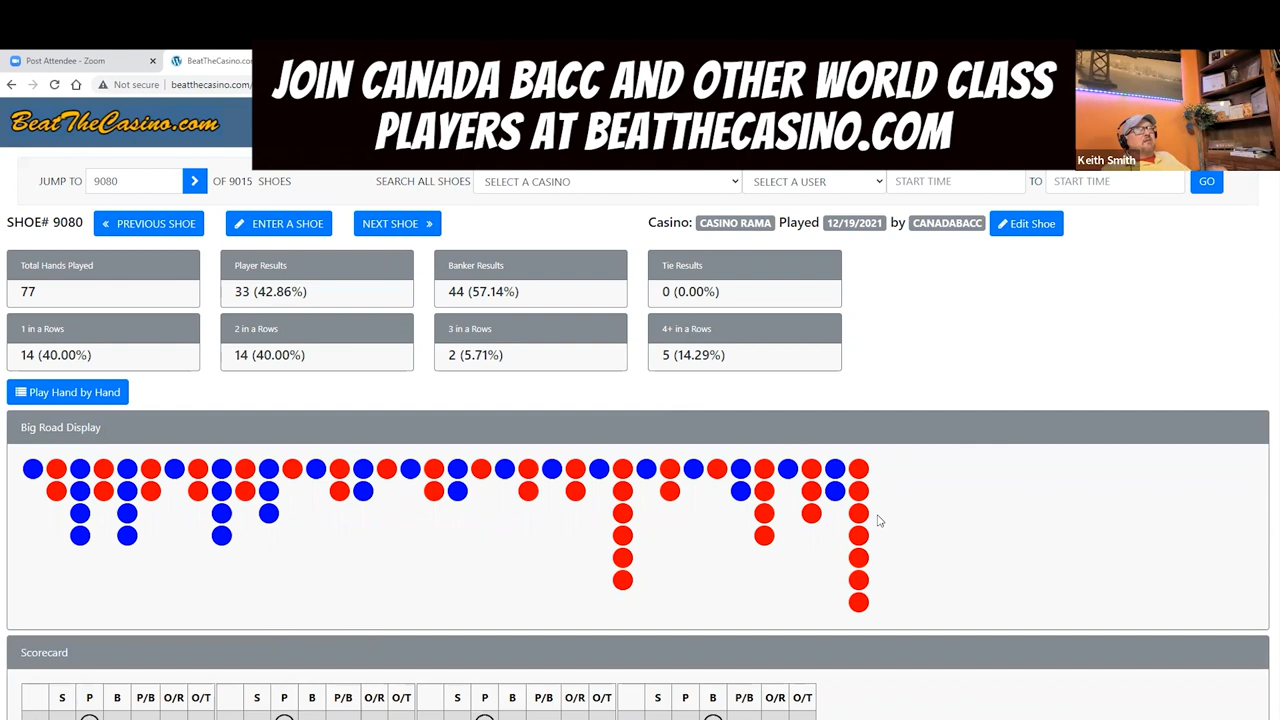 Post Attendee - Zoom
BeatTheCasino.co
JOIN CANADA BACC AND OTHER WORLD CLASS
PLAYERS AT BEATTHECASINO.COM
Not secure
beatthecasino.com/
BeatTheCasino.com
Keith Smith
JUMP TO 9080 OF 9015 SHOES SEARCH ALL SHOES SELECT A CASINO SELECT A USER START TIME TO START TIME GO
SHOE# 9080 « PREVIOUS SHOE ENTER A SHOE NEXT SHOE » Casino: CASINO RAMA Played 12/19/2021 by CANADABACC Edit Shoe
Total Hands Played Player Results Banker Results Tie Results
77 33 (42.86%) 44 (57.14%) 0 (0.00%)
1 in a Rows 2 in a Rows 3 in a Rows 4+ in a Rows
14 (40.00%) 14 (40.00%) 2 (5.71%) 5 (14.29%)
Play Hand by Hand
Big Road Display
Scorecard
S P B P/B O/R O/T S P B P/B O/R O/T S P B P/B O/R O/T S P B P/B O/R O/T